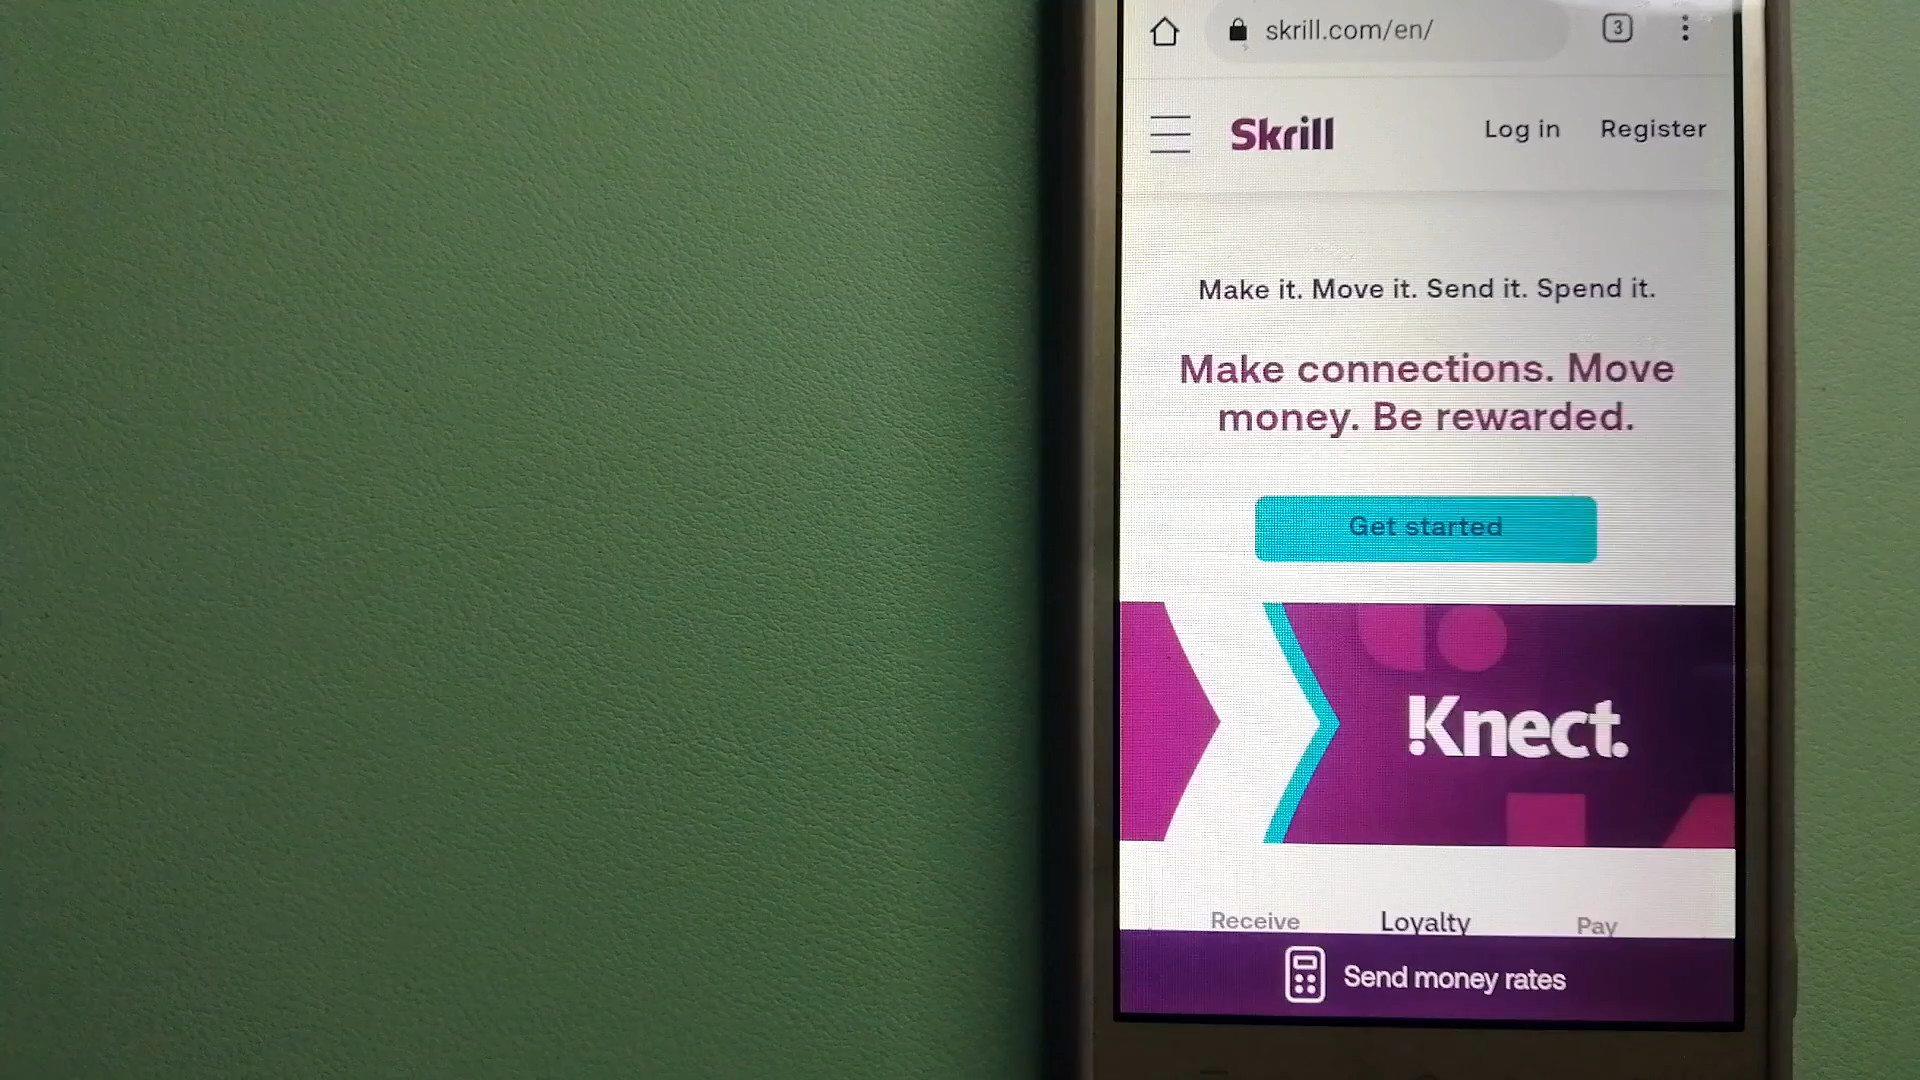 skrill.com/en/
3
Skrill
Log in
Register
Make it. Move it. Send it. Spend it.
Make connections. Move
money. Be rewarded.
Get started
Knect.
Receive
Loyalty
Pay
Send money rates